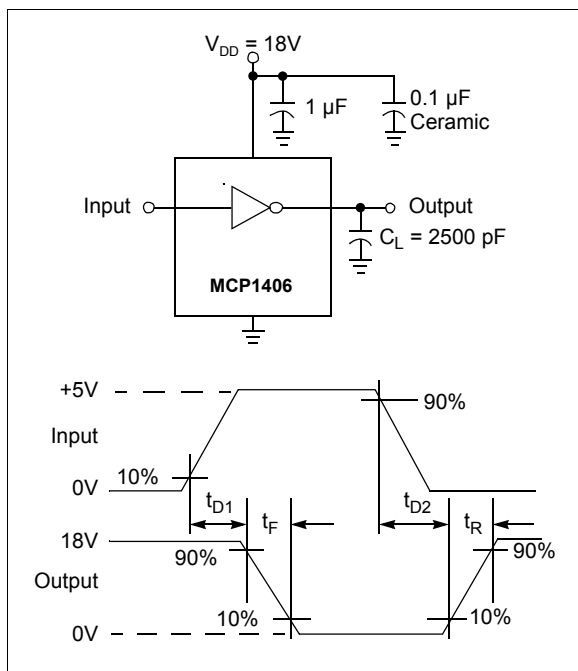 V_DD = 18V
1 µF
0.1 µF
Ceramic
Input
Output
C_L = 2500 pF
MCP1406
+5V
90%
Input
10%
0V
t_D1
t_F
t_D2
t_R
18V
90%
90%
Output
10%
10%
0V